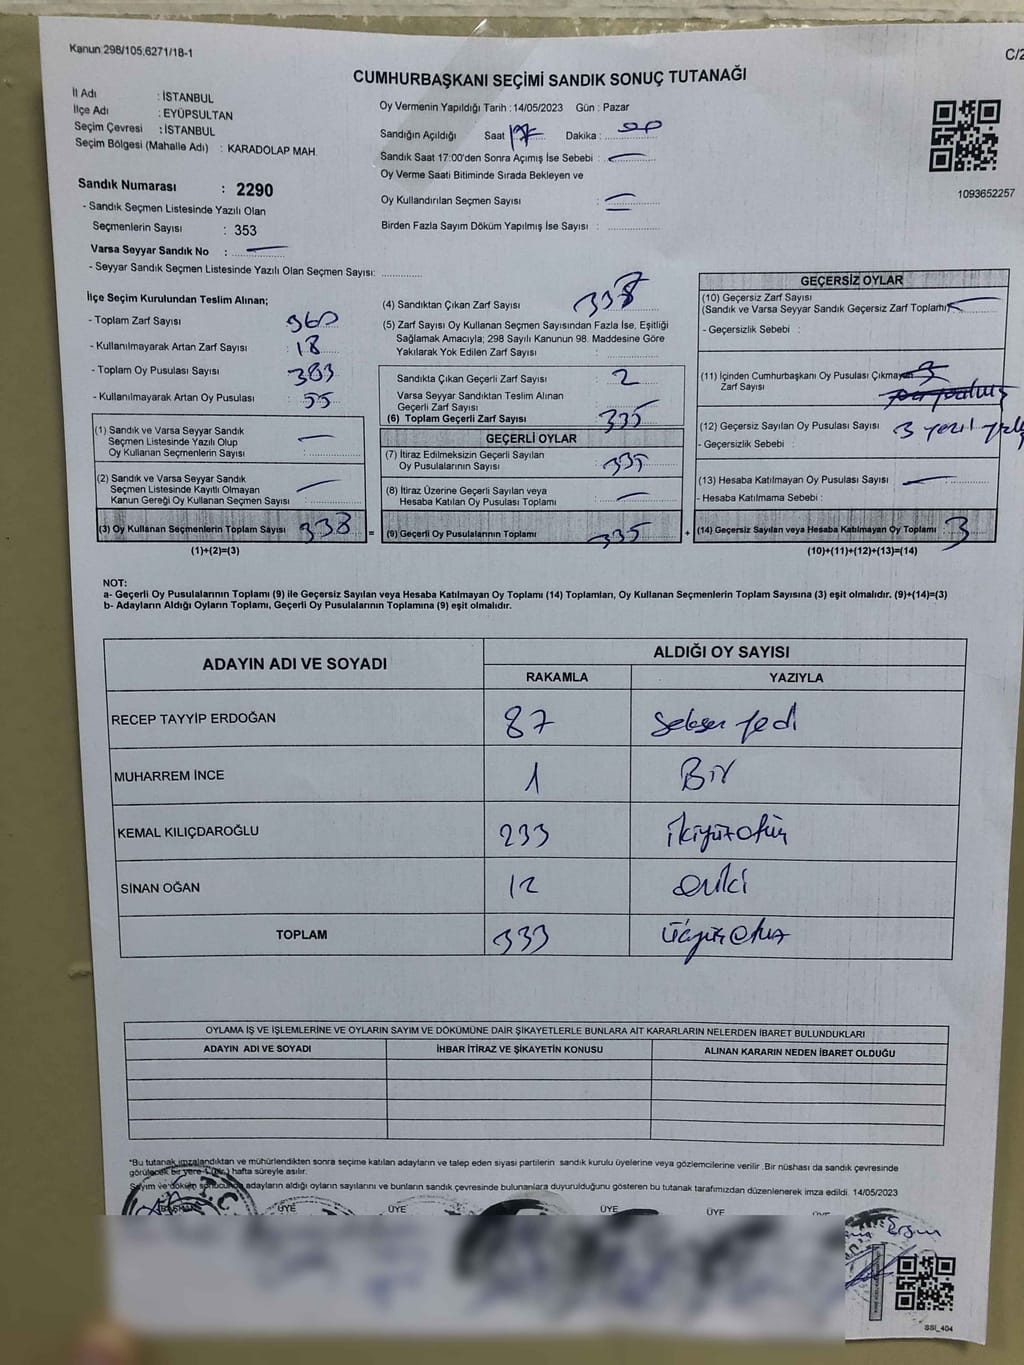 Kanun 298/105,6271/18-1
C/2
CUMHURBAŞKANI SEÇİMİ SANDIK SONUÇ TUTANAĞI
İl Adı : İSTANBUL
İlçe Adı : EYÜPSULTAN
Seçim Çevresi : İSTANBUL
Seçim Bölgesi (Mahalle Adı) : KARADOLAP MAH.
Sandık Numarası : 2290
- Sandık Seçmen Listesinde Yazılı Olan
Seçmenlerin Sayısı : 353
Varsa Seyyar Sandık No : —
- Seyyar Sandık Seçmen Listesinde Yazılı Olan Seçmen Sayısı: ............
Oy Vermenin Yapıldığı Tarih : 14/05/2023 Gün : Pazar
Sandığın Açıldığı Saat 17 Dakika : 00
Sandık Saat 17:00'den Sonra Açımış İse Sebebi : —
Oy Verme Saati Bitiminde Sırada Bekleyen ve
Oy Kullandırılan Seçmen Sayısı : —
Birden Fazla Sayım Döküm Yapılmış İse Sayısı : ............
1093652257
İlçe Seçim Kurulundan Teslim Alınan;
- Toplam Zarf Sayısı : 360
- Kullanılmayarak Artan Zarf Sayısı : 18
- Toplam Oy Pusulası Sayısı : 383
- Kullanılmayarak Artan Oy Pusulası : 55
(1) Sandık ve Varsa Seyyar Sandık
Seçmen Listesinde Yazılı Olup
Oy Kullanan Seçmenlerin Sayısı : —
(2) Sandık ve Varsa Seyyar Sandık
Seçmen Listesinde Kayıtlı Olmayan
Kanun Gereği Oy Kullanan Seçmen Sayısı : —
(3) Oy Kullanan Seçmenlerin Toplam Sayısı : 338
(1)+(2)=(3)
(4) Sandıktan Çıkan Zarf Sayısı : 338
(5) Zarf Sayısı Oy Kullanan Seçmen Sayısından Fazla İse, Eşitliği
Sağlamak Amacıyla; 298 Sayılı Kanunun 98. Maddesine Göre
Yakılarak Yok Edilen Zarf Sayısı :
Sandıkta Çıkan Geçerli Zarf Sayısı : 2
Varsa Seyyar Sandıktan Teslim Alınan
Geçerli Zarf Sayısı :
(6) Toplam Geçerli Zarf Sayısı : 335
GEÇERLİ OYLAR
(7) İtiraz Edilmeksizin Geçerli Sayılan
Oy Pusulalarının Sayısı : 335
(8) İtiraz Üzerine Geçerli Sayılan veya
Hesaba Katılan Oy Pusulası Toplamı : —
= (9) Geçerli Oy Pusulalarının Toplamı : 335
GEÇERSİZ OYLAR
(10) Geçersiz Zarf Sayısı
(Sandık ve Varsa Seyyar Sandık Geçersiz Zarf Toplamı) —
- Geçersizlik Sebebi :
(11) İçinden Cumhurbaşkanı Oy Pusulası Çıkmayan
Zarf Sayısı
(12) Geçersiz Sayılan Oy Pusulası Sayısı : 3
- Geçersizlik Sebebi :
(13) Hesaba Katılmayan Oy Pusulası Sayısı : —
- Hesaba Katılmama Sebebi :
+ (14) Geçersiz Sayılan veya Hesaba Katılmayan Oy Toplamı : 3
(10)+(11)+(12)+(13)=(14)
NOT:
a- Geçerli Oy Pusulalarının Toplamı (9) ile Geçersiz Sayılan veya Hesaba Katılmayan Oy Toplamı (14) Toplamları, Oy Kullanan Seçmenlerin Toplam Sayısına (3) eşit olmalıdır. (9)+(14)=(3)
b- Adayların Aldığı Oyların Toplamı, Geçerli Oy Pusulalarının Toplamına (9) eşit olmalıdır.
ADAYIN ADI VE SOYADI
ALDIĞI OY SAYISI
RAKAMLA YAZIYLA
RECEP TAYYİP ERDOĞAN 87 Seksen yedi
MUHARREM İNCE 1 Bir
KEMAL KILIÇDAROĞLU 233 ikiyüzotüz
SİNAN OĞAN 12 oniki
TOPLAM 333
OYLAMA İŞ VE İŞLEMLERİNE VE OYLARIN SAYIM VE DÖKÜMÜNE DAİR ŞİKAYETLERLE BUNLARA AİT KARARLARIN NELERDEN İBARET BULUNDUKLARI
ADAYIN ADI VE SOYADI İHBAR İTİRAZ VE ŞİKAYETİN KONUSU ALINAN KARARIN NEDEN İBARET OLDUĞU
*Bu tutanak imzalandıktan ve mühürlendikten sonra seçime katılan adayların ve talep eden siyasi partilerin sandık kurulu üyelerine veya gözlemcilerine verilir .Bir nüshası da sandık çevresinde
görülecek bir yere hafta süreyle asılır.
Sayım ve döküm sonucunda adayların aldığı oyların sayılarını ve bunların sandık çevresinde bulunanlara duyurulduğunu gösteren bu tutanak tarafımızdan düzenlenerek imza edildi. 14/05/2023
BAŞKAN ÜYE ÜYE ÜYE ÜYE
SSİ_404